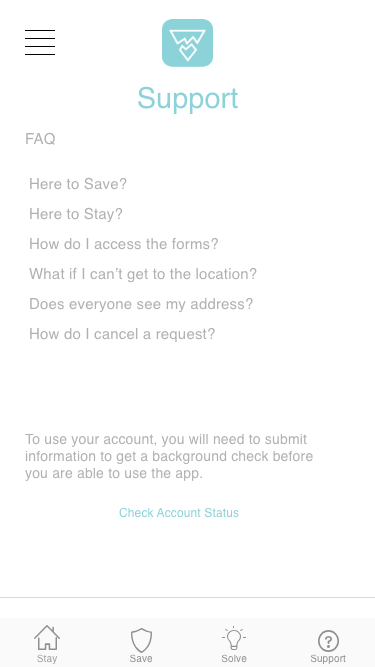 Support
FAQ
Here to Save?
Here to Stay?
How do I access the forms?
What if I can’t get to the location?
Does everyone see my address?
How do I cancel a request?
To use your account, you will need to submit
information to get a background check before
you are able to use the app.
Check Account Status
Stay Save Solve Support